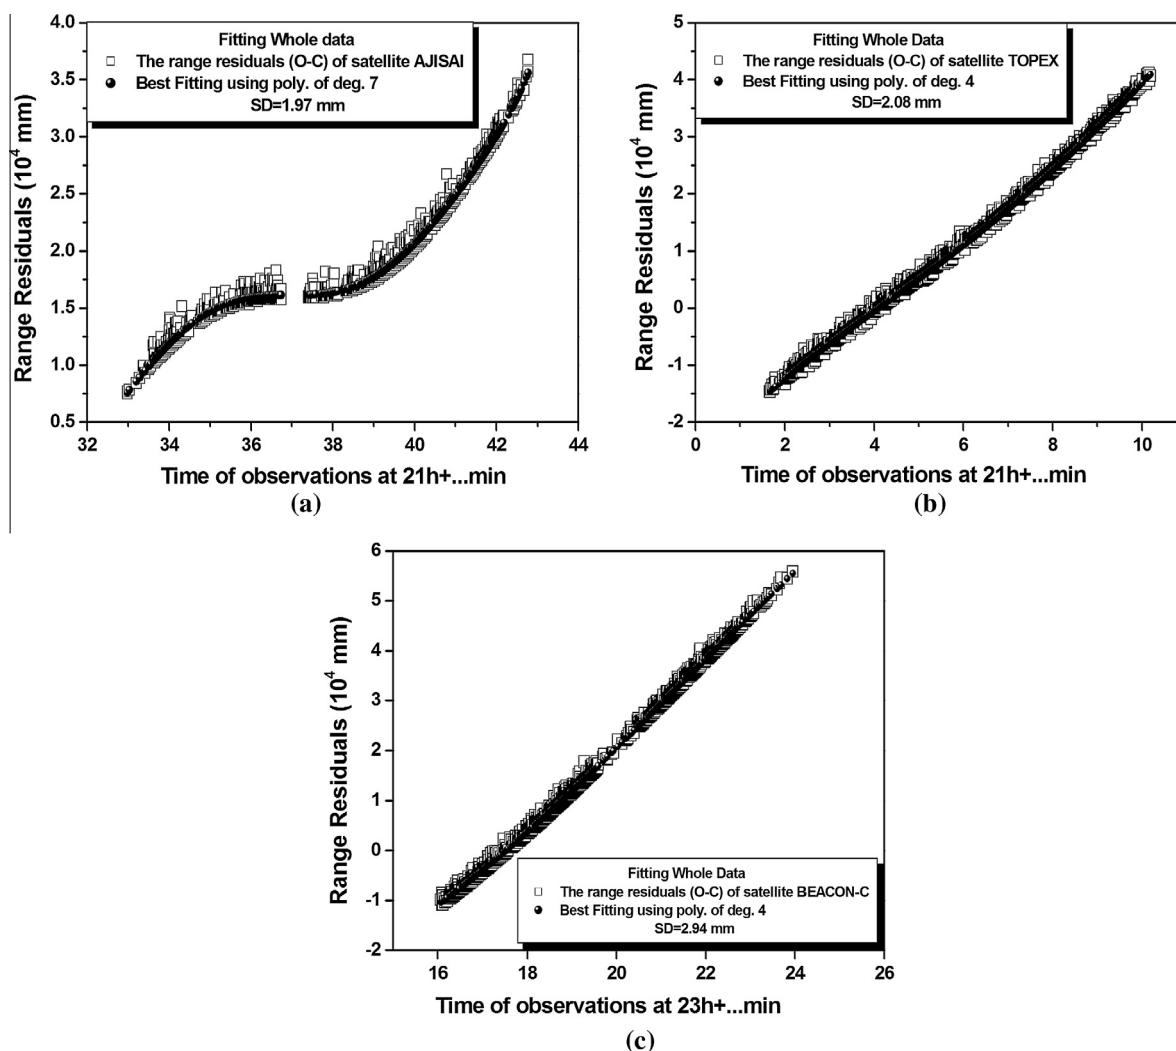 Fitting Whole data
The range residuals (O-C) of satellite AJISAI
Best Fitting using poly. of deg. 7
SD=1.97 mm
Range Residuals (10⁴ mm)
4.0
3.5
3.0
2.5
2.0
1.5
1.0
0.5
32 34 36 38 40 42 44
Time of observations at 21h+...min
(a)
Fitting Whole Data
The range residuals (O-C) of satellite TOPEX
Best Fitting using poly. of deg. 4
SD=2.08 mm
Range Residuals (10⁴ mm)
5
4
3
2
1
0
-1
-2
0 2 4 6 8 10
Time of observations at 21h+...min
(b)
Range Residuals (10⁴ mm)
6
5
4
3
2
1
0
-1
-2
Fitting Whole Data
The range residuals (O-C) of satellite BEACON-C
Best Fitting using poly. of deg. 4
SD=2.94 mm
16 18 20 22 24 26
Time of observations at 23h+...min
(c)